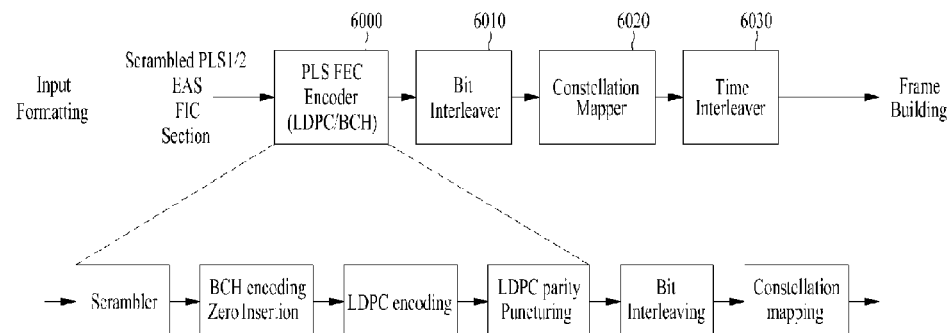 6000
6010
6020
6030
Input
Formatting
Scrambled PLS1/2
EAS
FIC
Section
PLS FEC
Encoder
(LDPC/BCH)
Bit
Interleaver
Constellation
Mapper
Time
Interleaver
Frame
Building
Scrambler
BCH encoding
Zero Insertion
LDPC encoding
LDPC parity
Puncturing
Bit
Interleaving
Constellation
mapping